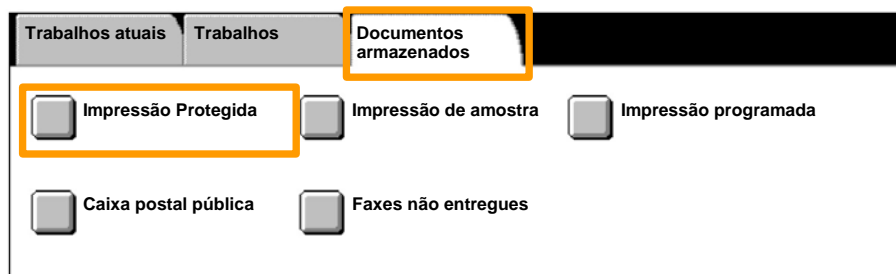 Trabalhos atuais Trabalhos Documentos
armazenados
Impressão Protegida Impressão de amostra Impressão programada
Caixa postal pública Faxes não entregues